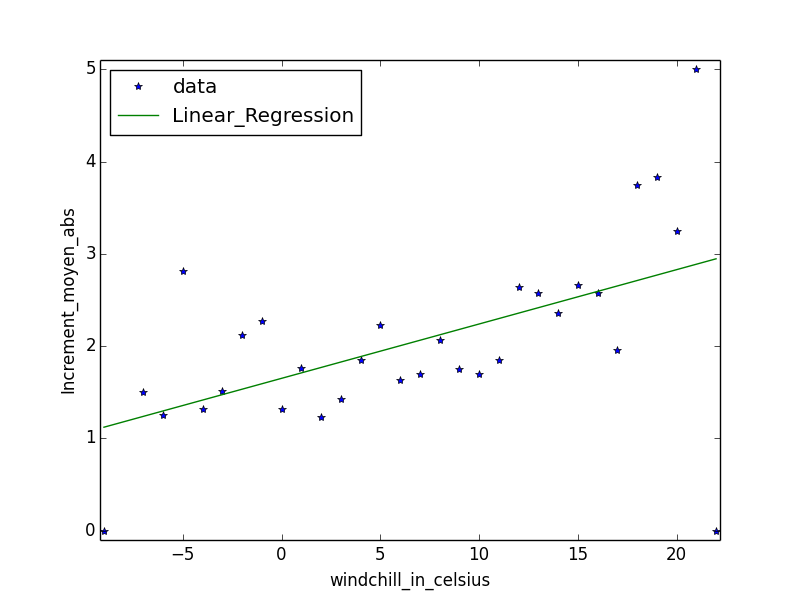 data
Linear_Regression
5
4
3
2
1
0
Increment_moyen_abs
−5 0 5 10 15 20
windchill_in_celsius